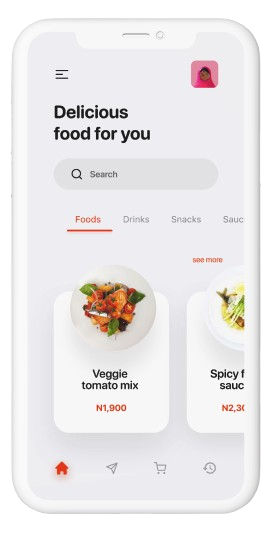 Delicious
food for you
Search
Foods Drinks Snacks Sauc
see more
Veggie
tomato mix
N1,900
Spicy f
sauc
N2,30